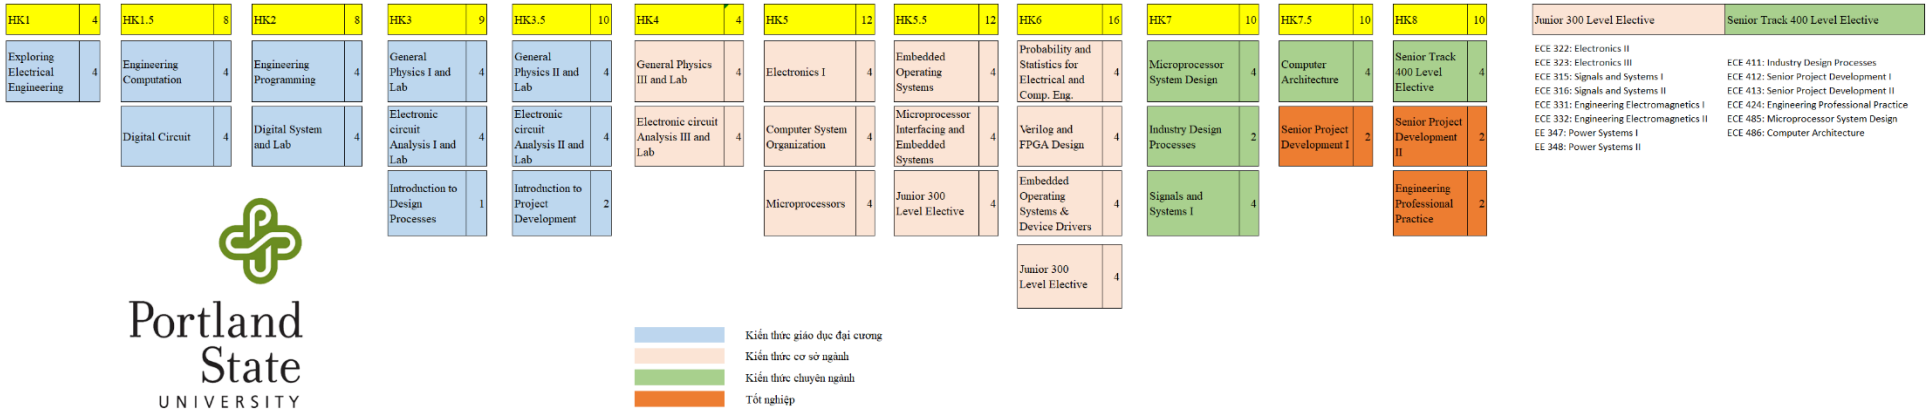 HK1 4
HK1.5 8
HK2 8
HK3 9
HK3.5 10
HK4 4
HK5 12
HK5.5 12
HK6 16
HK7 10
HK7.5 10
HK8 10
Junior 300 Level Elective
Senior Track 400 Level Elective
Exploring
Electrical
Engineering
4
Engineering
Computation
4
Engineering
Programming
4
General
Physics I and
Lab
4
General
Physics II and
Lab
4
General Physics
III and Lab
4
Electronics I
4
Embedded
Operating
Systems
4
Probability and
Statistics for
Electrical and
Comp. Eng.
4
Microprocessor
System Design
4
Computer
Architecture
4
Senior Track
400 Level
Elective
4
Digital Circuit
4
Digital System
and Lab
4
Electronic
circuit
Analysis I and
Lab
4
Electronic
circuit
Analysis II and
Lab
4
Electronic circuit
Analysis III and
Lab
4
Computer System
Organization
4
Microprocessor
Interfacing and
Embedded
Systems
4
Verilog and
FPGA Design
4
Industry Design
Processes
2
Senior Project
Development I
2
Senior Project
Development
II
2
Introduction to
Design
Processes
1
Introduction to
Project
Development
2
Microprocessors
4
Junior 300
Level Elective
4
Embedded
Operating
Systems &
Device Drivers
4
Signals and
Systems I
4
Engineering
Professional
Practice
2
Junior 300
Level Elective
4
ECE 322: Electronics II
ECE 323: Electronics III
ECE 315: Signals and Systems I
ECE 316: Signals and Systems II
ECE 331: Engineering Electromagnetics I
ECE 332: Engineering Electromagnetics II
EE 347: Power Systems I
EE 348: Power Systems II
ECE 411: Industry Design Processes
ECE 412: Senior Project Development I
ECE 413: Senior Project Development II
ECE 424: Engineering Professional Practice
ECE 485: Microprocessor System Design
ECE 486: Computer Architecture
Portland
State
UNIVERSITY
Kiến thức giáo dục đại cương
Kiến thức cơ sở ngành
Kiến thức chuyên ngành
Tốt nghiệp